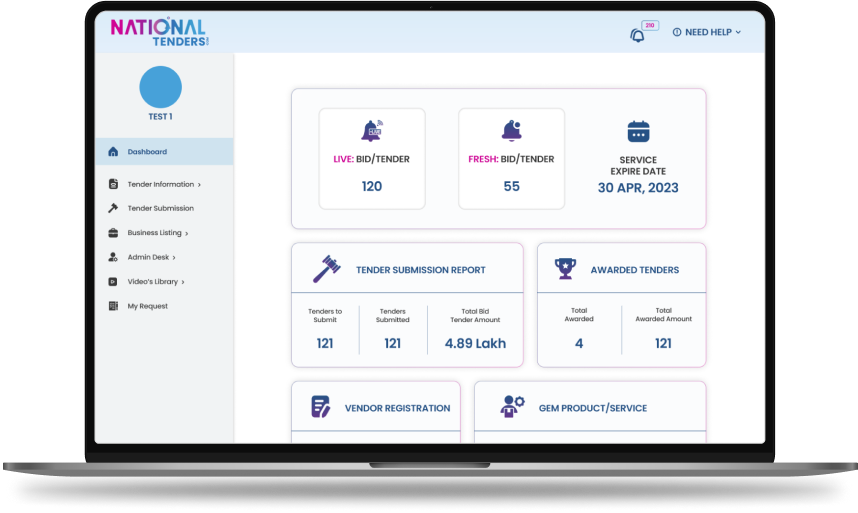 NATIONAL
TENDERS
210
NEED HELP
TEST 1
Dashboard
Tender Information
Tender Submission
Business Listing
Admin Desk
Video's Library
My Request
LIVE
LIVE: BID/TENDER
120
FRESH: BID/TENDER
55
SERVICE
EXPIRE DATE
30 APR, 2023
TENDER SUBMISSION REPORT
Tenders to
Submit
121
Tenders
Submitted
121
Total Bid
Tender Amount
4.89 Lakh
AWARDED TENDERS
Total
Awarded
4
Total
Awarded Amount
121
VENDOR REGISTRATION
GEM PRODUCT/SERVICE